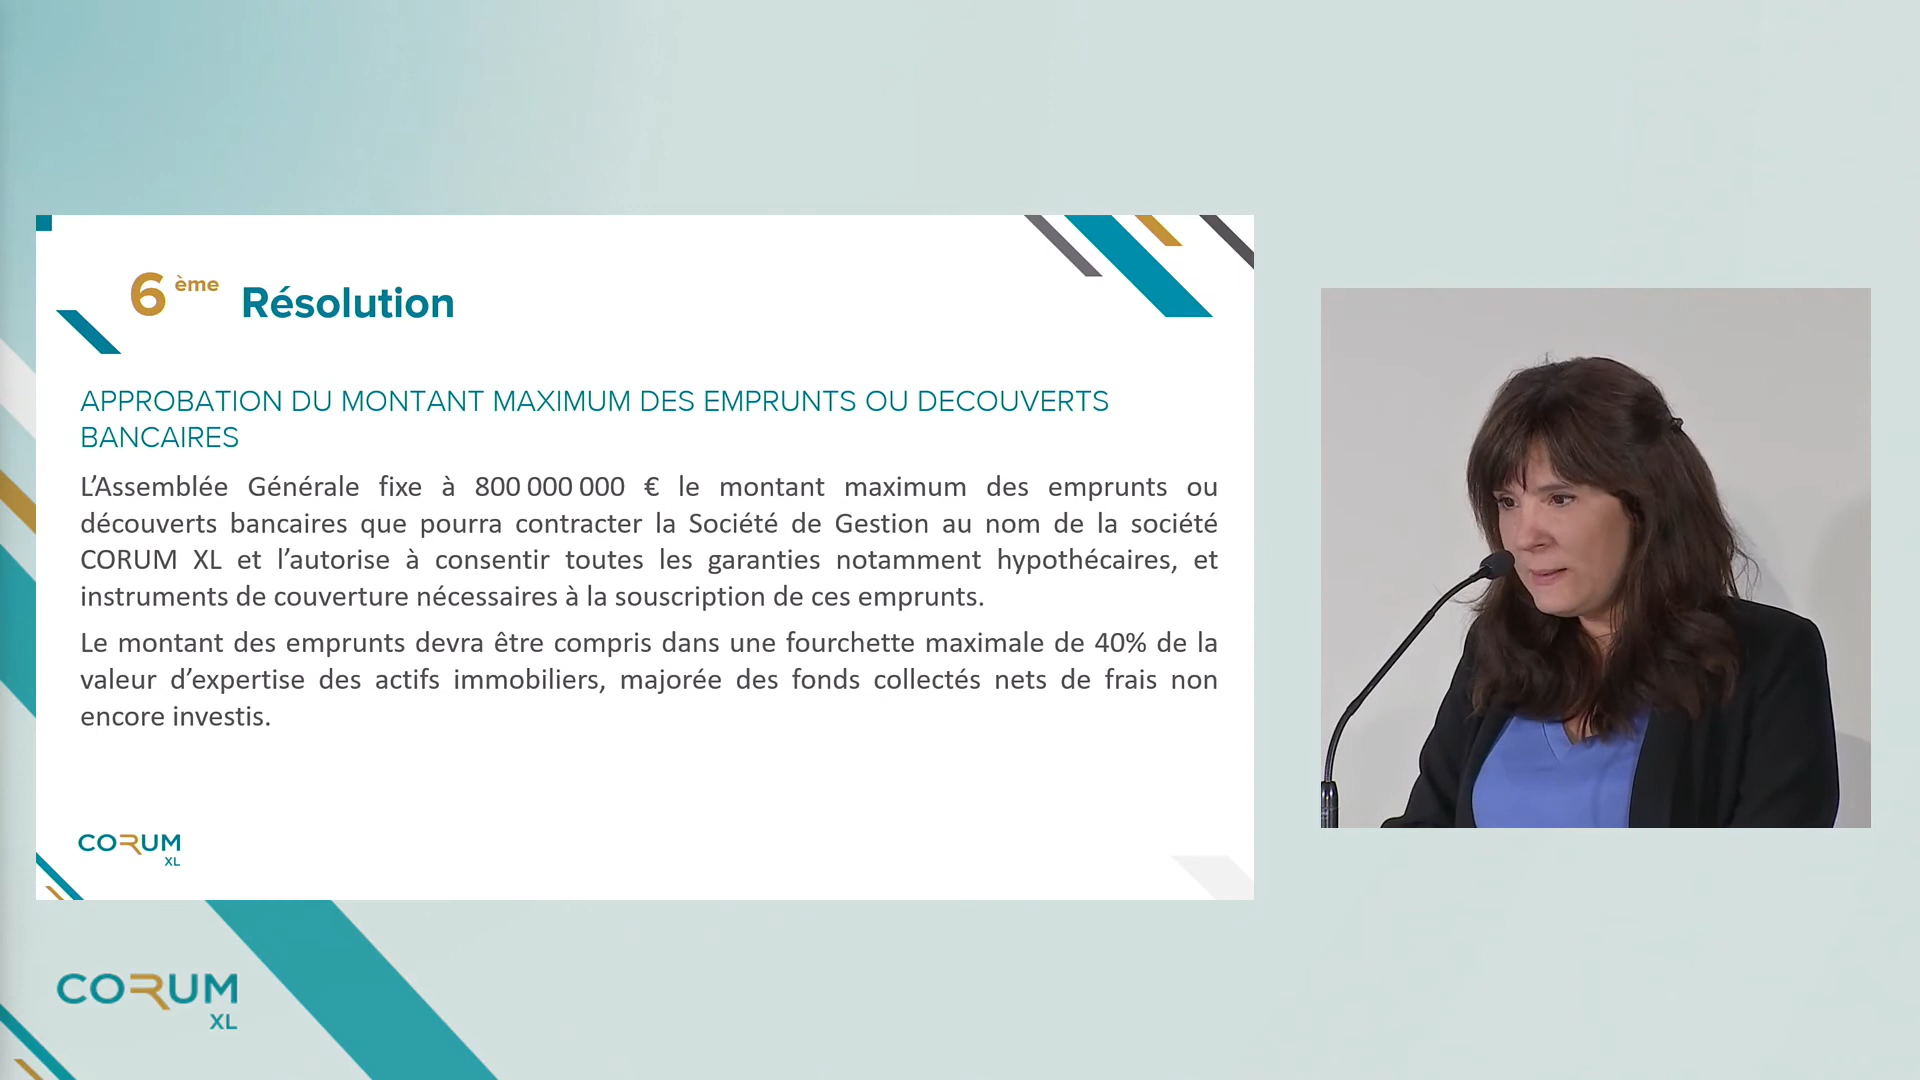 6 ème Résolution
APPROBATION DU MONTANT MAXIMUM DES EMPRUNTS OU DECOUVERTS
BANCAIRES
L’Assemblée Générale fixe à 800 000 000 € le montant maximum des emprunts ou
découverts bancaires que pourra contracter la Société de Gestion au nom de la société
CORUM XL et l’autorise à consentir toutes les garanties notamment hypothécaires, et
instruments de couverture nécessaires à la souscription de ces emprunts.
Le montant des emprunts devra être compris dans une fourchette maximale de 40% de la
valeur d’expertise des actifs immobiliers, majorée des fonds collectés nets de frais non
encore investis.
CORUM
XL
CORUM
XL